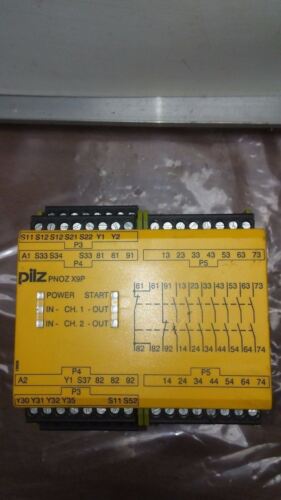 S11 S12 S12 S21 S22 Y1 Y2
P3
A1 S33 S34 S33 81 81 91 13 23 33 43 53 63 73
P4 P5
pilz PNOZ X9P
POWER START
IN - CH. 1 - OUT
IN - CH. 2 - OUT
81 81 91 13 23 33 43 53 63 73
82 82 92 14 24 34 44 54 64 74
P4 P5
A2 Y1 S37 82 82 92 14 24 34 44 54 64 74
P3
Y30 Y31 Y32 Y35 S11 S52